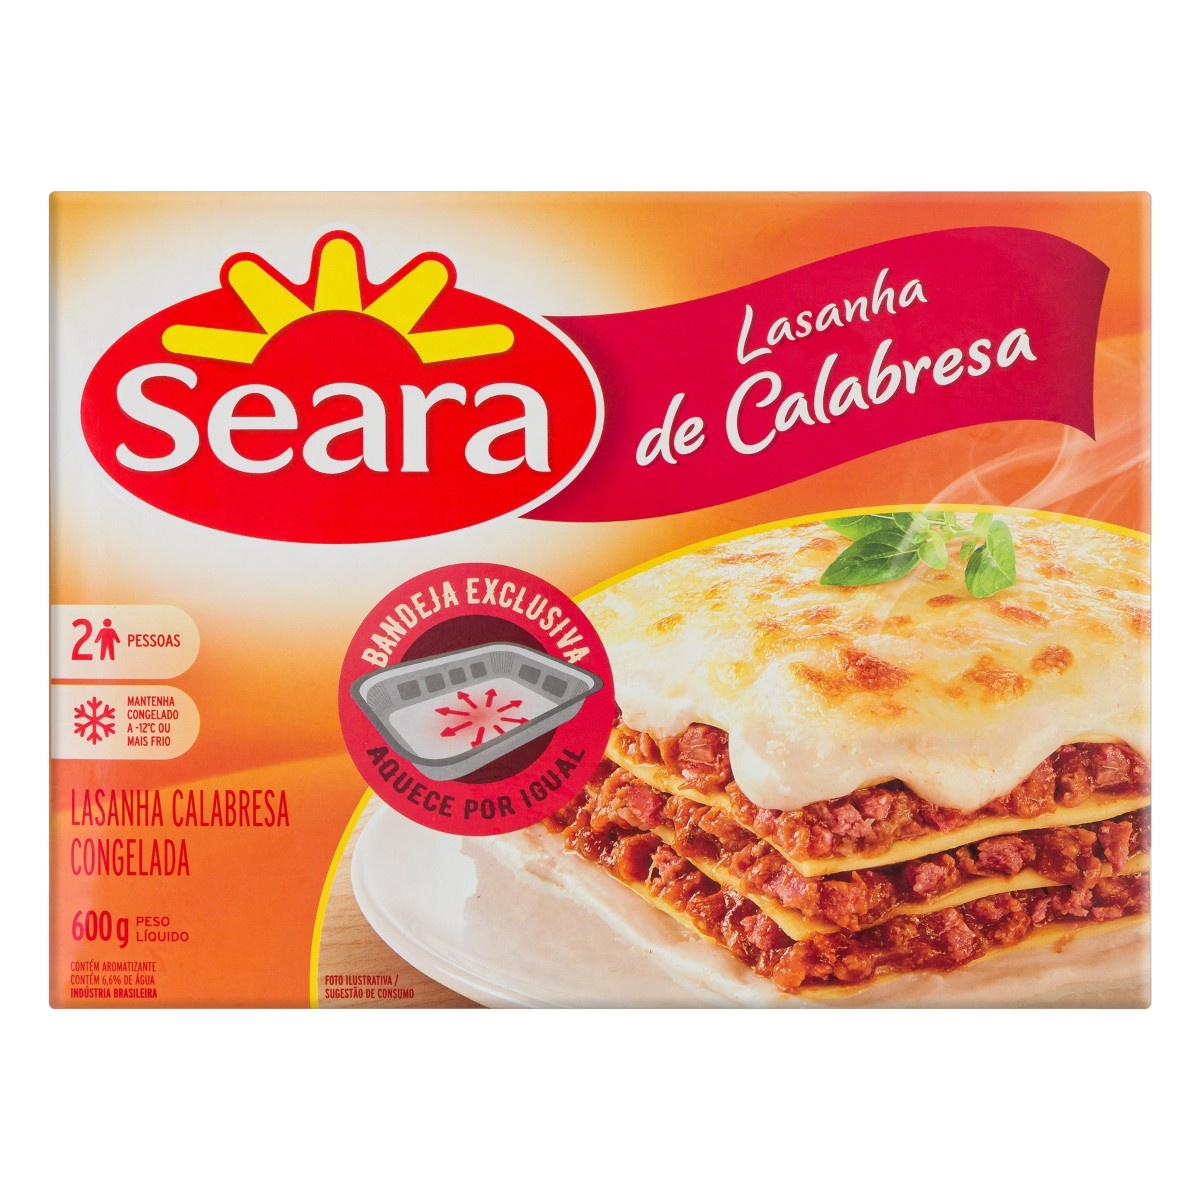 Seara
Lasanha
de Calabresa
BANDEJA EXCLUSIVA
AQUECE POR IGUAL
2 PESSOAS
MANTENHA
CONGELADO
A -12°C OU
MAIS FRIO
LASANHA CALABRESA
CONGELADA
600g PESO
LÍQUIDO
CONTÉM AROMATIZANTE
CONTÉM 6,6% DE ÁGUA
INDÚSTRIA BRASILEIRA
FOTO ILUSTRATIVA /
SUGESTÃO DE CONSUMO